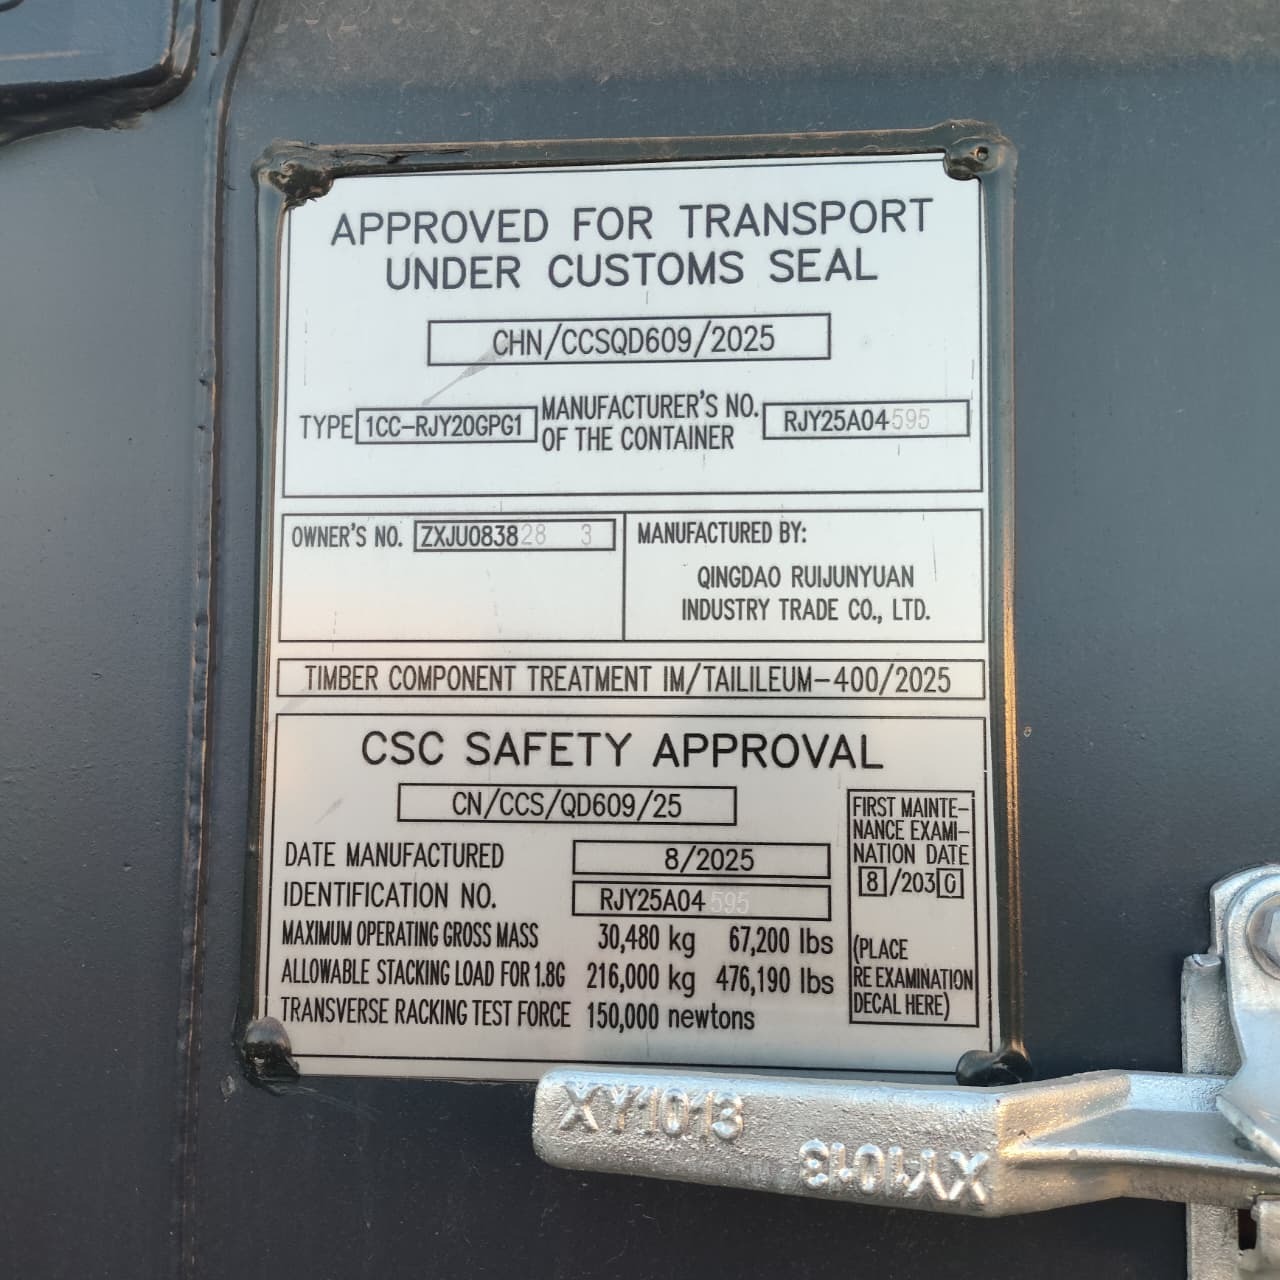 APPROVED FOR TRANSPORT
UNDER CUSTOMS SEAL
CHN/CCSQD609/2025
TYPE 1CC-RJY20GPG1 MANUFACTURER'S NO. OF THE CONTAINER RJY25A04595
OWNER'S NO. ZXJU083828 3
MANUFACTURED BY:
QINGDAO RUIJUNYUAN
INDUSTRY TRADE CO., LTD.
TIMBER COMPONENT TREATMENT IM/TAILILEUM-400/2025
CSC SAFETY APPROVAL
CN/CCS/QD609/25
DATE MANUFACTURED 8/2025
IDENTIFICATION NO. RJY25A04595
MAXIMUM OPERATING GROSS MASS 30,480 kg 67,200 lbs
ALLOWABLE STACKING LOAD FOR 1.8G 216,000 kg 476,190 lbs
TRANSVERSE RACKING TEST FORCE 150,000 newtons
FIRST MAINTE-
NANCE EXAMI-
NATION DATE
8/2030
(PLACE
RE EXAMINATION
DECAL HERE)
XY1013
XY1013